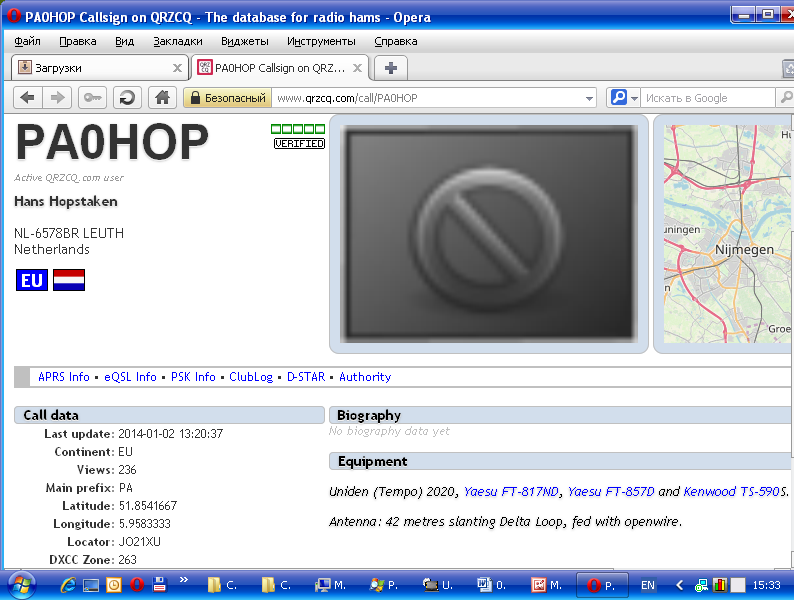 PA0HOP Callsign on QRZCQ - The database for radio hams - Opera
Файл Правка Вид Закладки Виджеты Инструменты Справка
Загрузки
QRZ CQ
PA0HOP Callsign on QRZ...
Безопасный
www.qrzcq.com/call/PA0HOP
Искать в Google
PA0HOP
VERIFIED
Active QRZCQ.com user
Hans Hopstaken
NL-6578BR LEUTH
Netherlands
EU
Hu
uningen
Nijmegen
n
Groe
APRS Info • eQSL Info • PSK Info • ClubLog • D-STAR • Authority
Call data
Last update: 2014-01-02 13:20:37
Continent: EU
Views: 236
Main prefix: PA
Latitude: 51.8541667
Longitude: 5.9583333
Locator: JO21XU
DXCC Zone: 263
Biography
No biography data yet
Equipment
Uniden (Tempo) 2020, Yaesu FT-817ND, Yaesu FT-857D and Kenwood TS-590S.
Antenna: 42 metres slanting Delta Loop, fed with openwire.
» C. C. M. P. U. 0. M. P. EN 15:33